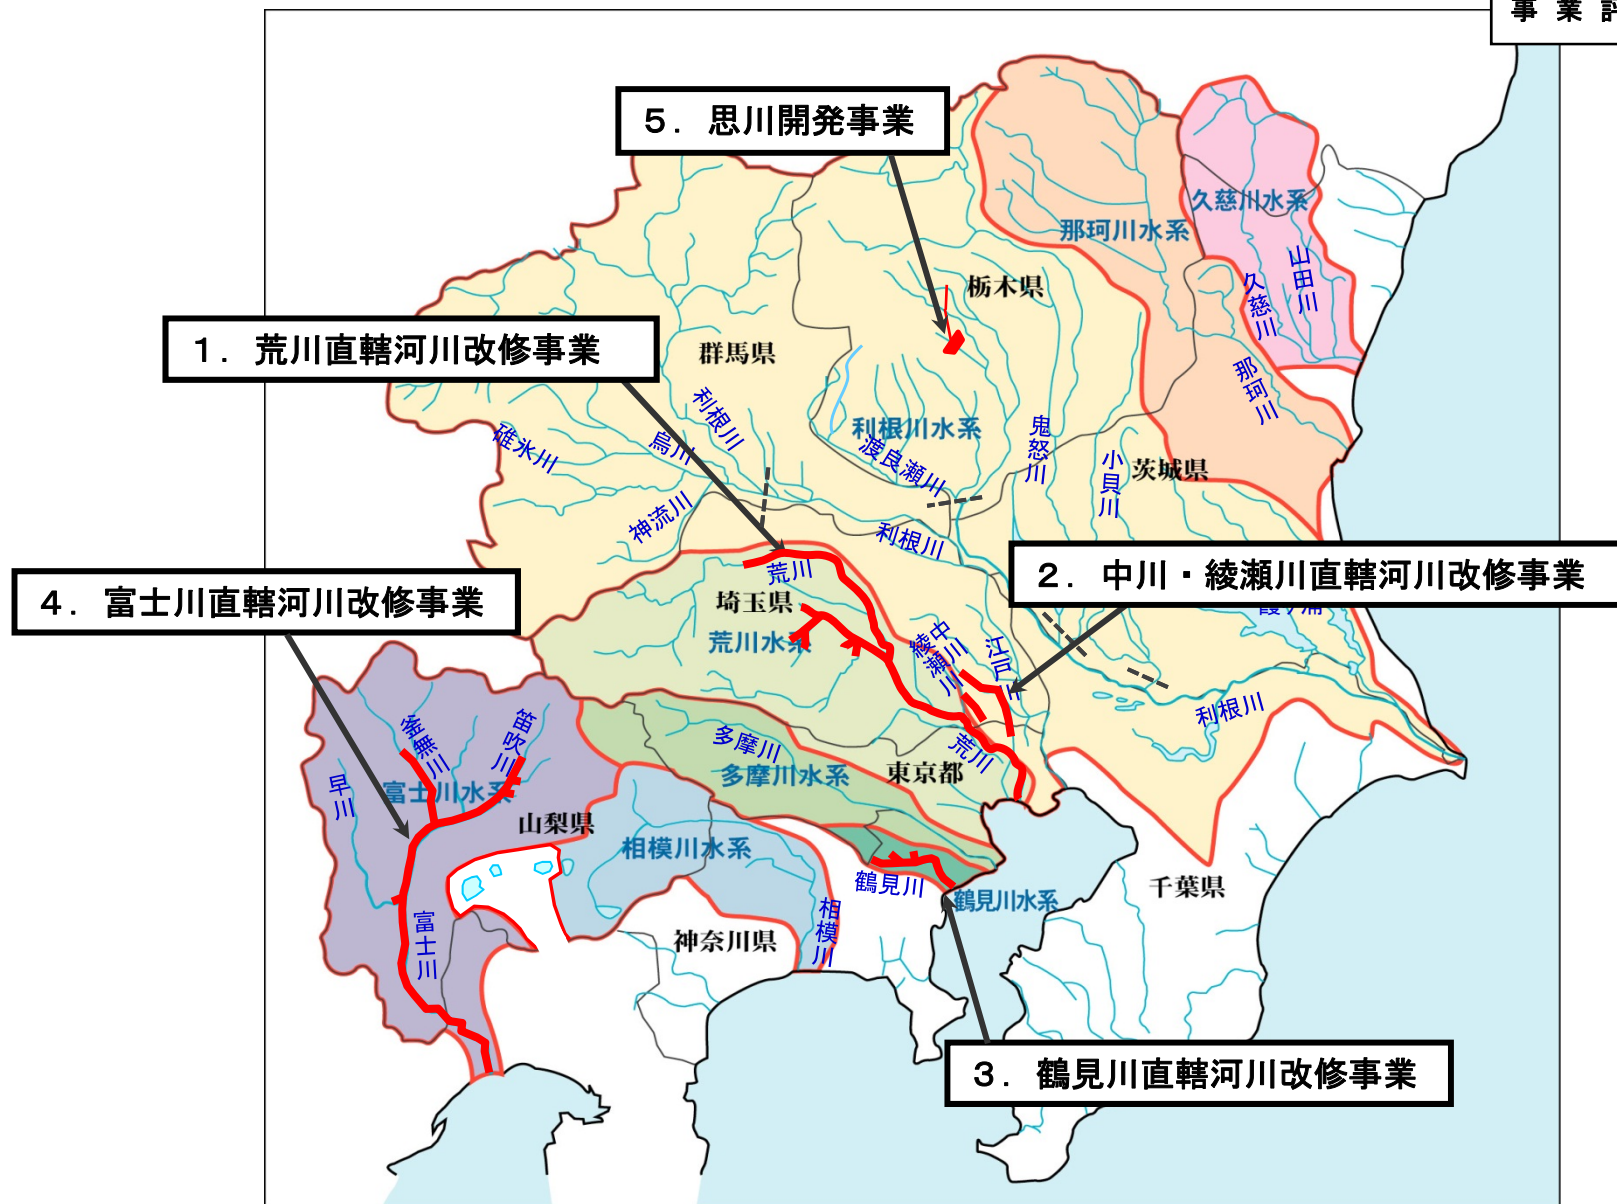 事 業 評
５．思川開発事業
久慈川水系
那珂川水系
山田川
久慈川
栃木県
１．荒川直轄河川改修事業
群馬県
那珂川
利根川
利根川水系
鬼怒川
碓氷川
烏川
渡良瀬川
小貝川
茨城県
神流川
利根川
２．中川・綾瀬川直轄河川改修事業
荒川
４．富士川直轄河川改修事業
埼玉県
荒川水系
中川
綾瀬川
江戸川
利根川
釜無川
笛吹川
多摩川
荒川
早川
富士川水系
多摩川水系
東京都
山梨県
相模川水系
鶴見川
千葉県
鶴見川水系
相模川
富士川
神奈川県
３．鶴見川直轄河川改修事業